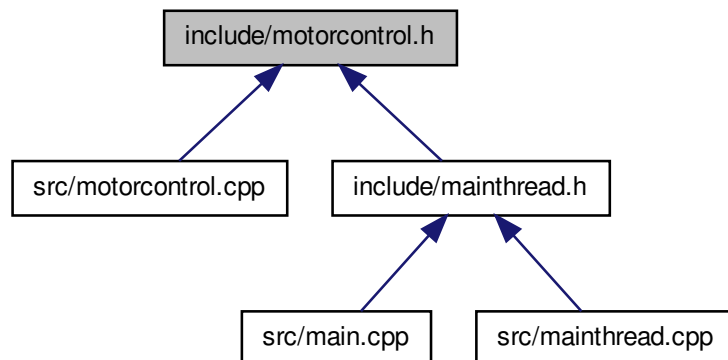 include/motorcontrol.h
src/motorcontrol.cpp
include/mainthread.h
src/main.cpp
src/mainthread.cpp